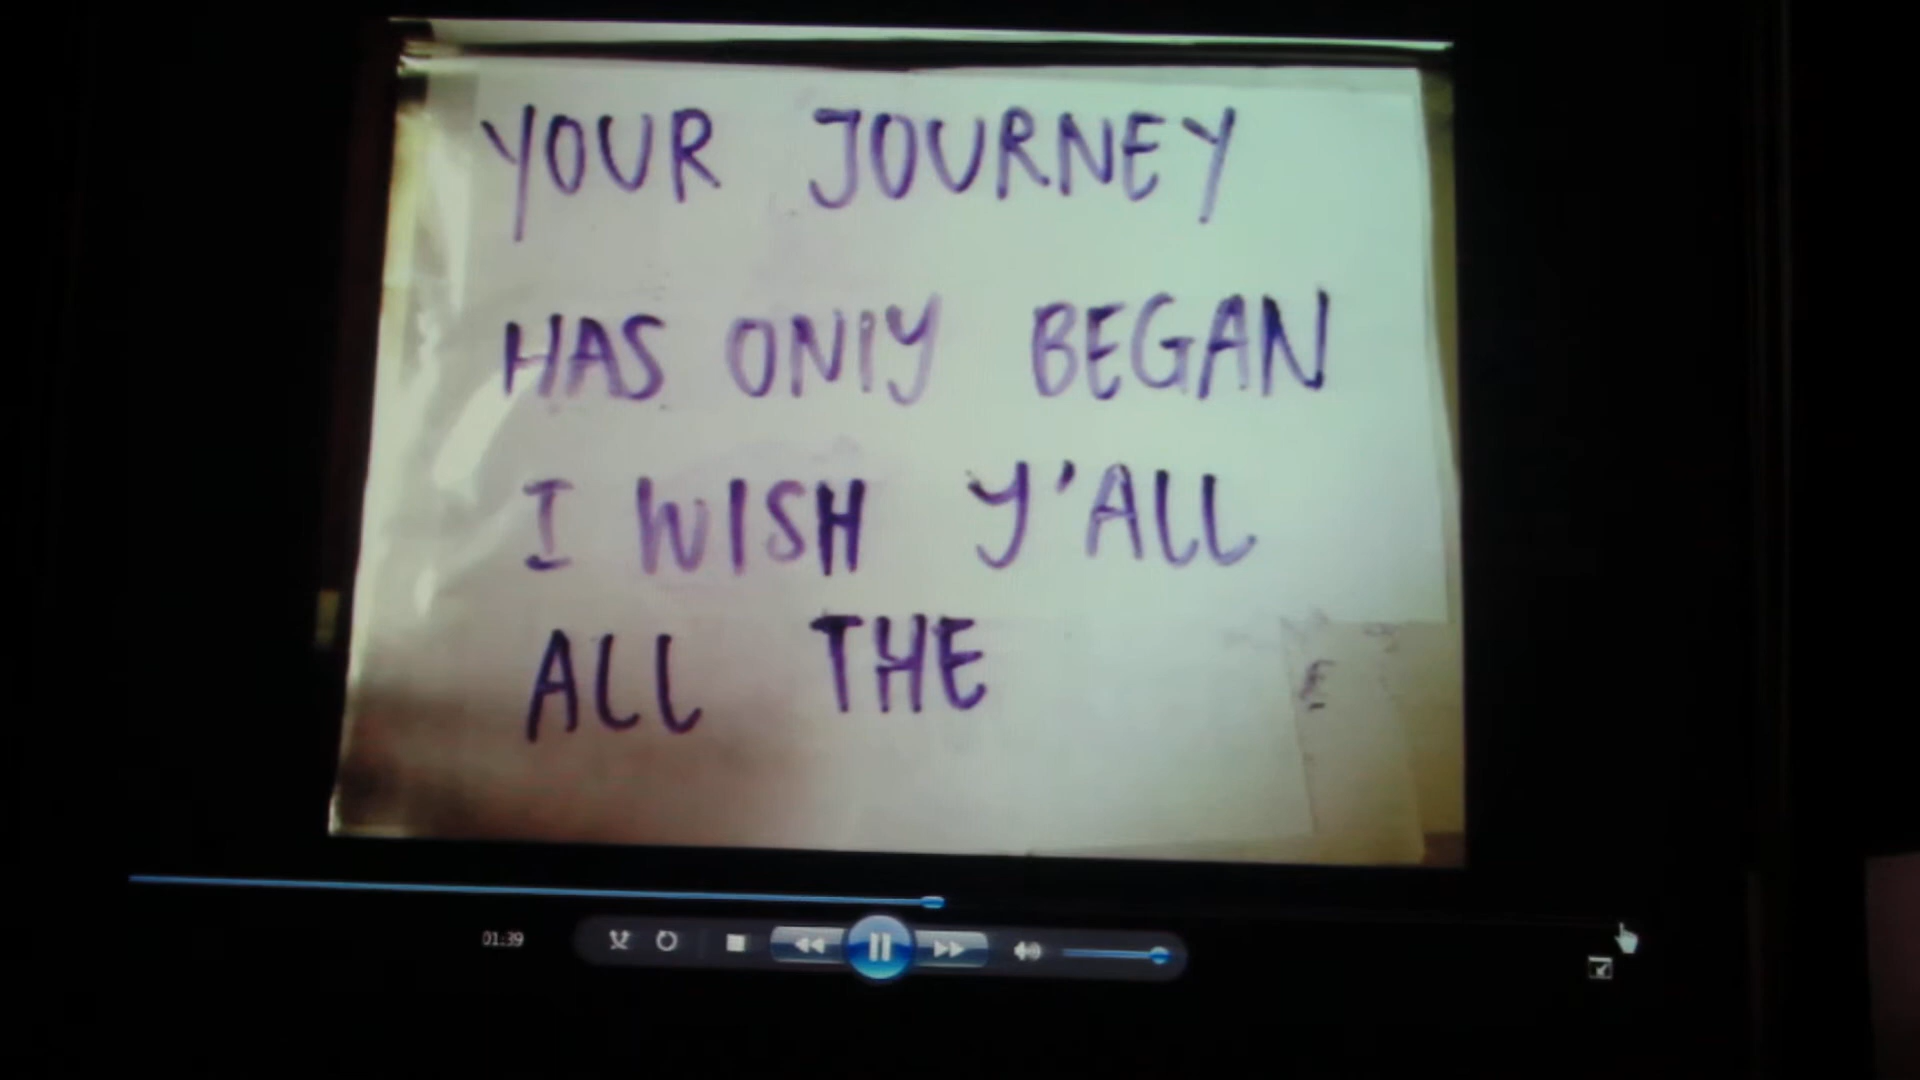 YOUR JOURNEY
HAS ONlY BEGAN
I WISH Y'ALL
ALL THE
E
01:39